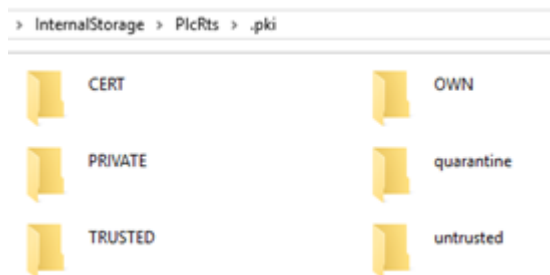 > InternalStorage > PlcRts > .pki
CERT
OWN
PRIVATE
quarantine
TRUSTED
untrusted